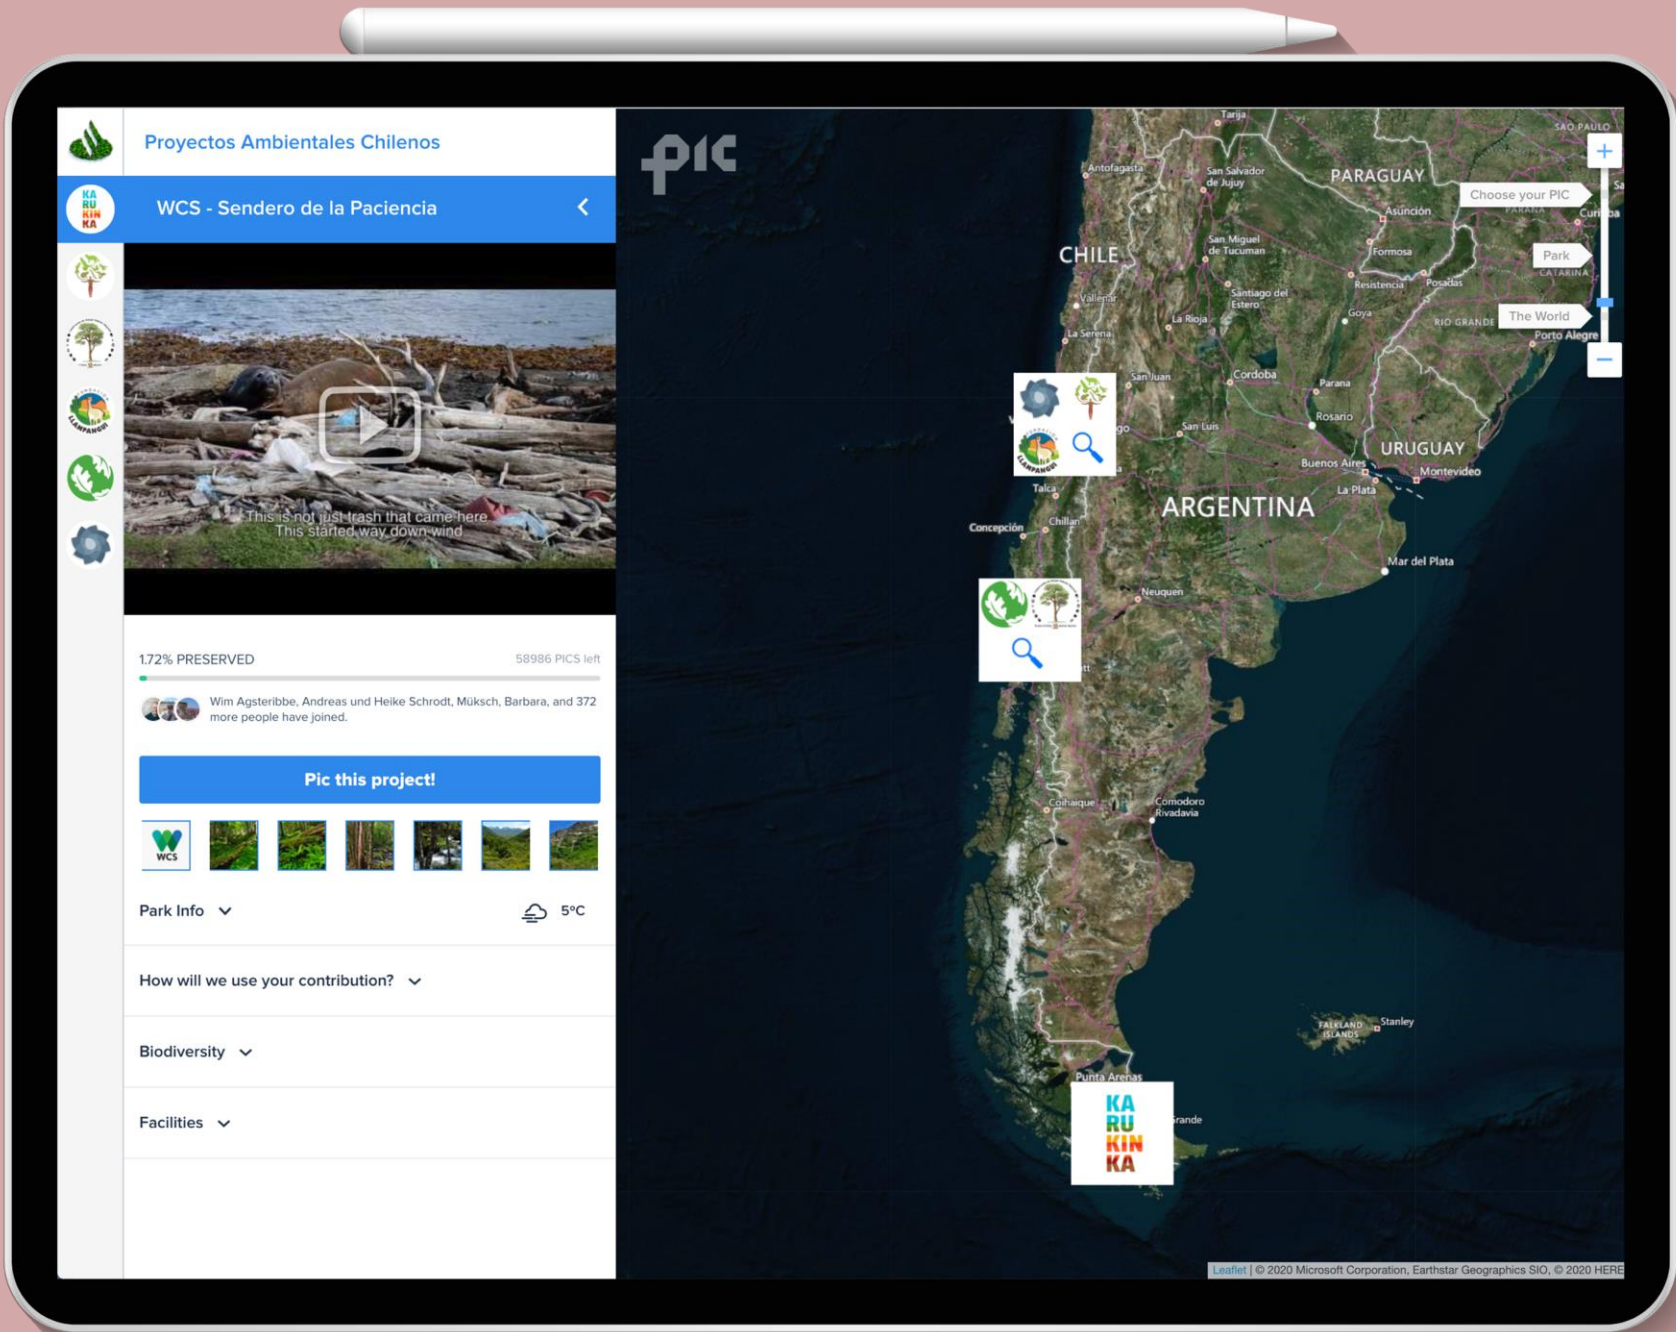 Proyectos Ambientales Chilenos
KA
RU
KIN
KA
WCS - Sendero de la Paciencia
FUNDACIÓN
LLAMPANGUI
This is not just trash that came here
This started way down wind
1.72% PRESERVED
58986 PICS left
Wim Agsteribbe, Andreas und Heike Schrodt, Müksch, Barbara, and 372
more people have joined.
Pic this project!
WCS
Park Info
5°C
How will we use your contribution?
Biodiversity
Facilities
PIC
Tarija
SAO PAULO
Antofagasta
San Salvador
de Jujuy
PARAGUAY
Choose your PIC
PARANA
Asunción
CHILE
San Miguel
de Tucuman
Formosa
Park
CATARINA
Resistencia
Posadas
Vallenar
Santiago del
Estero
La Rioja
Goya
The World
RIO GRANDE
La Serena
Porto Alegre
San Juan
Cordoba
Parana
Rosario
San Luis
FUNDACIÓN
LLAMPANGUI
URUGUAY
Buenos Aires
Montevideo
Talca
La Plata
ARGENTINA
Concepción
Chillan
Mar del Plata
Neuquen
Coihaique
Comodoro
Rivadavia
FALKLAND
ISLANDS
Stanley
Punta Arenas
KA
RU
KIN
KA
Leaflet | © 2020 Microsoft Corporation, Earthstar Geographics SIO, © 2020 HERE